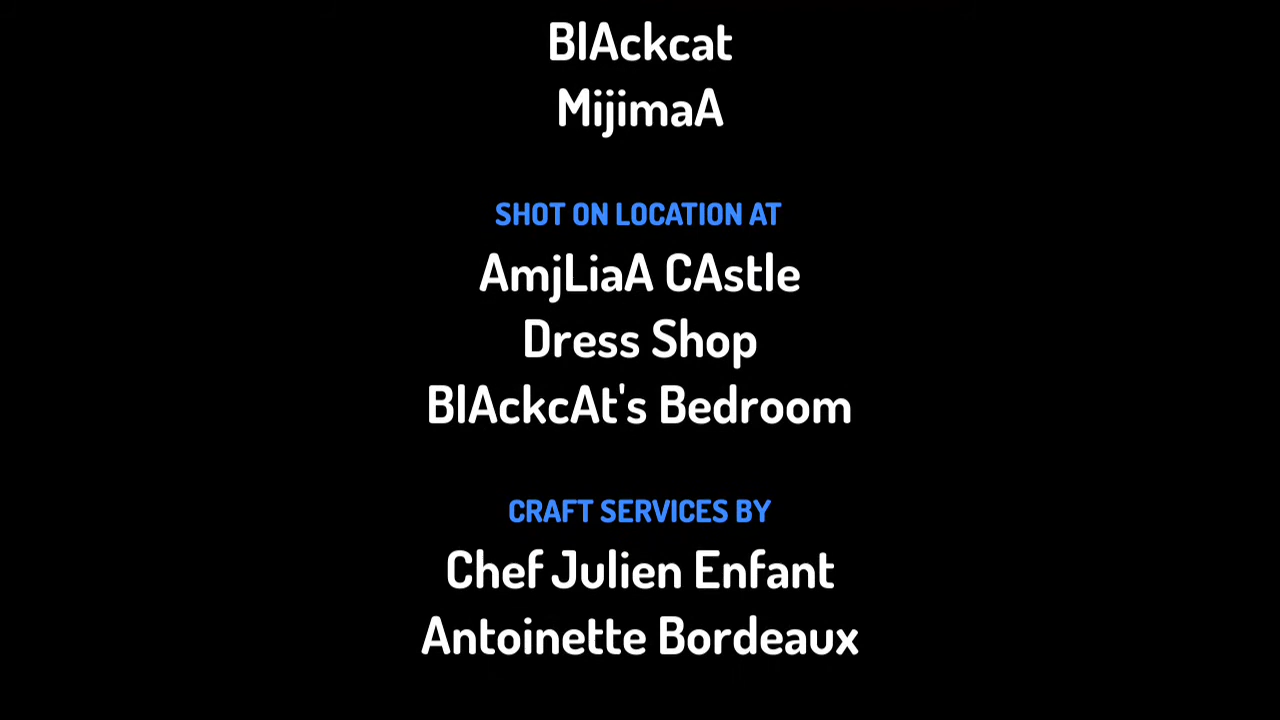 BlAckcat
MijimaA
SHOT ON LOCATION AT
AmjLiaA CAstle
Dress Shop
BlAckcAt's Bedroom
CRAFT SERVICES BY
Chef Julien Enfant
Antoinette Bordeaux